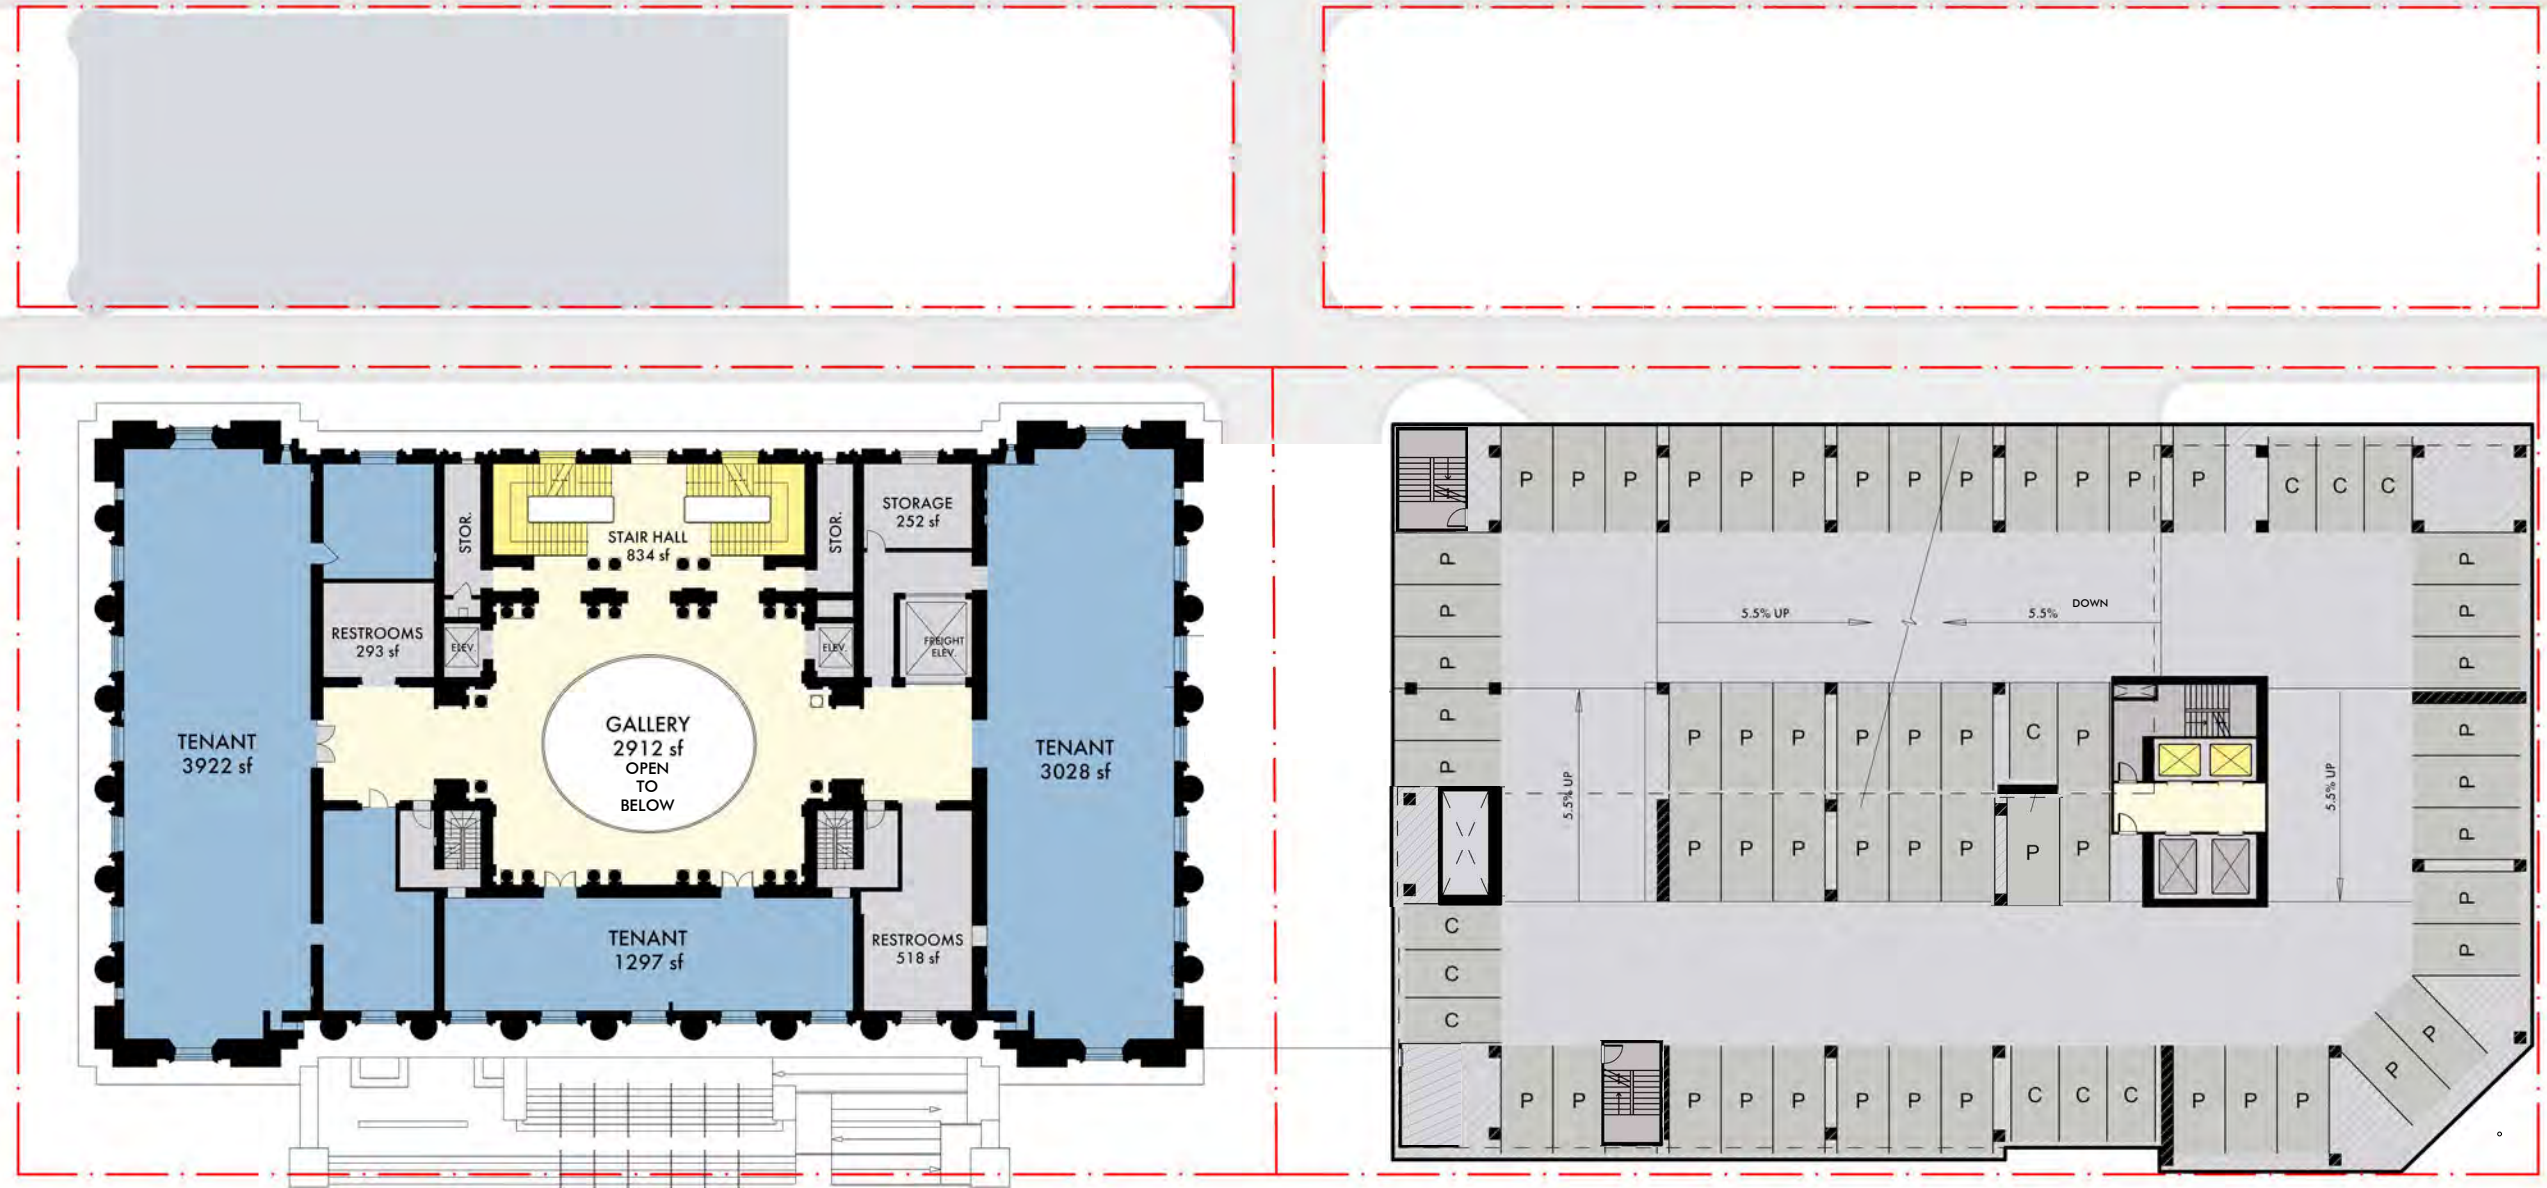 STOR.
STAIR HALL
834 sf
STOR.
STORAGE
252 sf
RESTROOMS
293 sf
ELEV.
ELEV.
FREIGHT
ELEV.
TENANT
3922 sf
GALLERY
2912 sf
OPEN
TO
BELOW
TENANT
3028 sf
TENANT
1297 sf
RESTROOMS
518 sf
P P P P P P P P P P P P P C C C
P
P
P
P
P
P
P
P
P
P
P
P
P
5.5% UP
5.5% DOWN
5.5% UP
5.5% UP
P P P P P P C P
P P P P P P P P
C
C
C
P
P
P P P P P P P P C C C P P P